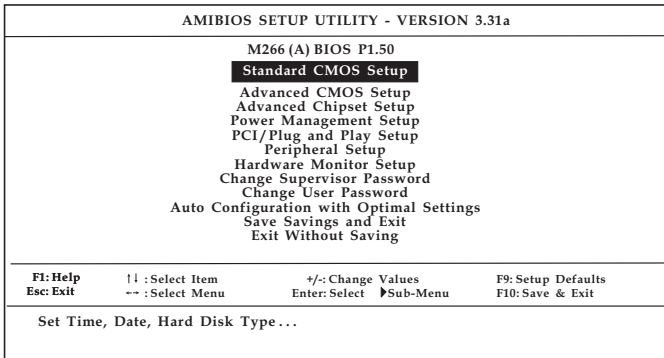 AMIBIOS SETUP UTILITY - VERSION 3.31a
M266 (A) BIOS P1.50
Standard CMOS Setup
Advanced CMOS Setup
Advanced Chipset Setup
Power Management Setup
PCI/Plug and Play Setup
Peripheral Setup
Hardware Monitor Setup
Change Supervisor Password
Change User Password
Auto Configuration with Optimal Settings
Save Savings and Exit
Exit Without Saving
F1: Help ↑↓ : Select Item +/-: Change Values F9: Setup Defaults
Esc: Exit ←→ : Select Menu Enter: Select ▶Sub-Menu F10: Save & Exit
Set Time, Date, Hard Disk Type...